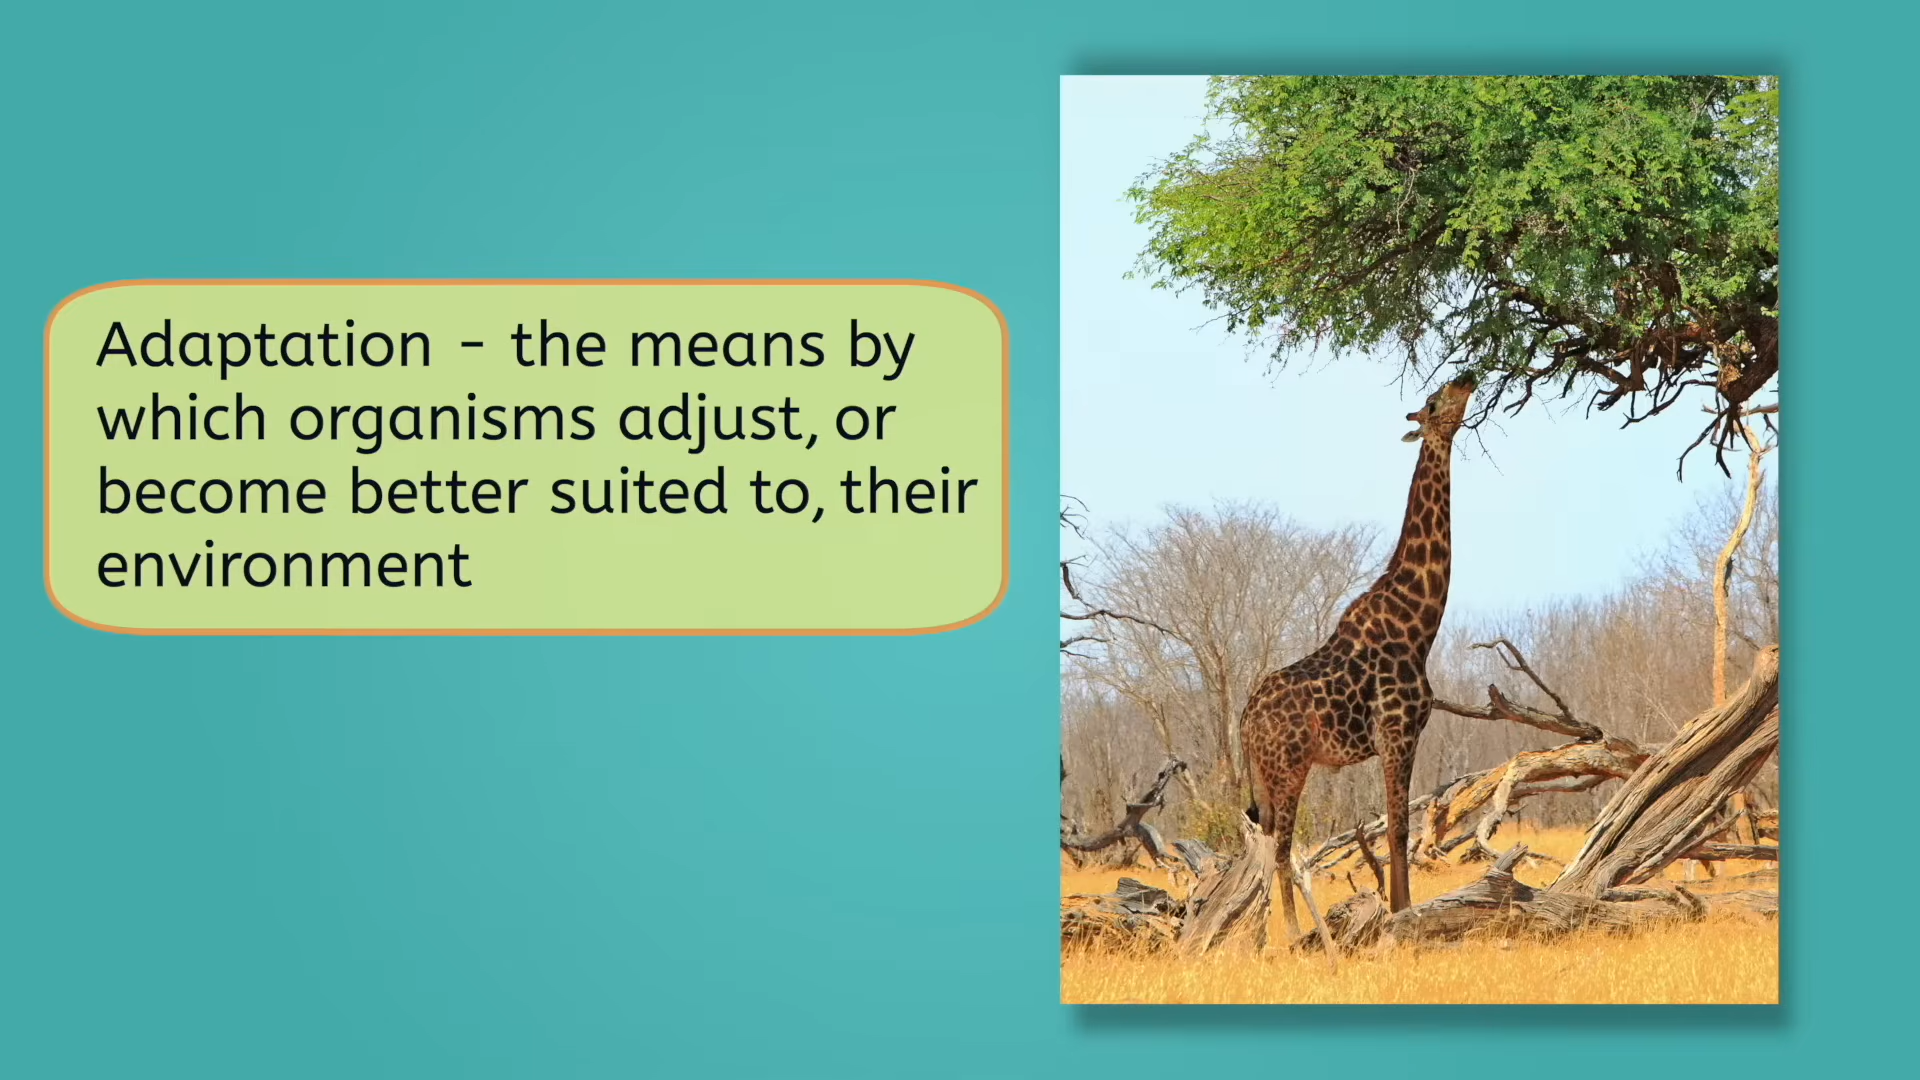 Adaptation - the means by
which organisms adjust, or
become better suited to, their
environment